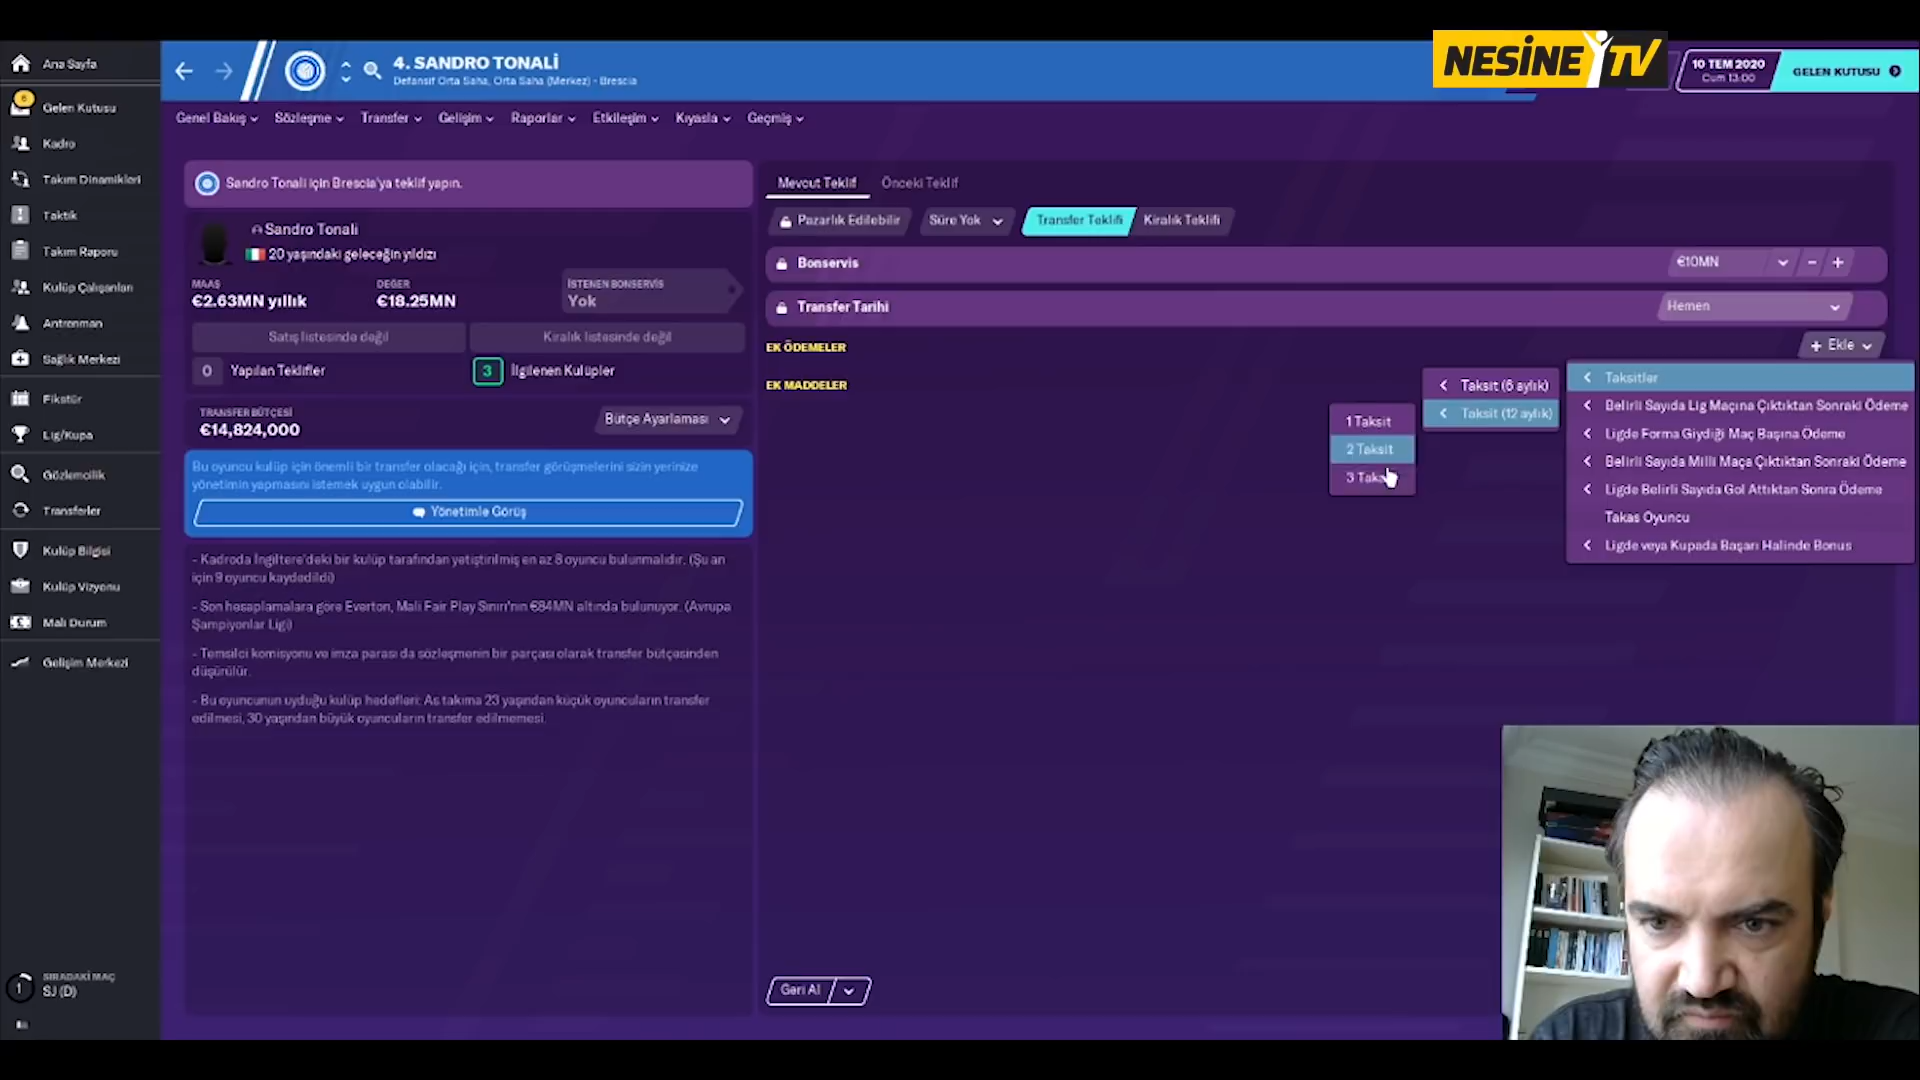 NESİNE TV
Ana Sayfa
6
Gelen Kutusu
Kadro
Takım Dinamikleri
Taktik
Takım Raporu
Kulüp Çalışanları
Antrenman
Sağlık Merkezi
Fikstür
Lig/Kupa
Gözlemcilik
Transferler
Kulüp Bilgisi
Kulüp Vizyonu
Mali Durum
Gelişim Merkezi
1
SIRADAKİ MAÇ
SJ (D)
4. SANDRO TONALİ
Defansif Orta Saha, Orta Saha (Merkez) - Brescia
10 TEM 2020
Cum 13:00
GELEN KUTUSU
Genel Bakış
Sözleşme
Transfer
Gelişim
Raporlar
Etkileşim
Kıyasla
Geçmiş
Sandro Tonali için Brescia'ya teklif yapın.
Sandro Tonali
20 yaşındaki geleceğin yıldızı
MAAŞ
€2.63MN yıllık
DEĞER
€18.25MN
İSTENEN BONSERVİS
Yok
Satış listesinde değil
Kiralık listesinde değil
0 Yapılan Teklifler
3 İlgilenen Kulüpler
TRANSFER BÜTÇESİ
€14,824,000
Bütçe Ayarlaması
Bu oyuncu kulüp için önemli bir transfer olacağı için, transfer görüşmelerini sizin yerinize
yönetimin yapmasını istemek uygun olabilir.
Yönetimle Görüş
- Kadroda İngiltere'deki bir kulüp tarafından yetiştirilmiş en az 8 oyuncu bulunmalıdır. (Şu an
için 9 oyuncu kaydedildi)
- Son hesaplamalara göre Everton, Mali Fair Play Sınırı'nın €84MN altında bulunuyor. (Avrupa
Şampiyonlar Ligi)
- Temsilci komisyonu ve imza parası da sözleşmenin bir parçası olarak transfer bütçesinden
düşürülür.
- Bu oyuncunun uyduğu kulüp hedefleri: As takıma 23 yaşından küçük oyuncuların transfer
edilmesi, 30 yaşından büyük oyuncuların transfer edilmemesi.
Mevcut Teklif
Önceki Teklif
Pazarlık Edilebilir
Süre Yok
Transfer Teklifi
Kiralık Teklifi
Bonservis
€10MN
Transfer Tarihi
Hemen
EK ÖDEMELER
+ Ekle
EK MADDELER
Taksitler
Belirli Sayıda Lig Maçına Çıktıktan Sonraki Ödeme
Ligde Forma Giydiği Maç Başına Ödeme
Belirli Sayıda Milli Maça Çıktıktan Sonraki Ödeme
Ligde Belirli Sayıda Gol Attıktan Sonra Ödeme
Takas Oyuncu
Ligde veya Kupada Başarı Halinde Bonus
Taksit (6 aylık)
Taksit (12 aylık)
1 Taksit
2 Taksit
3
Geri Al